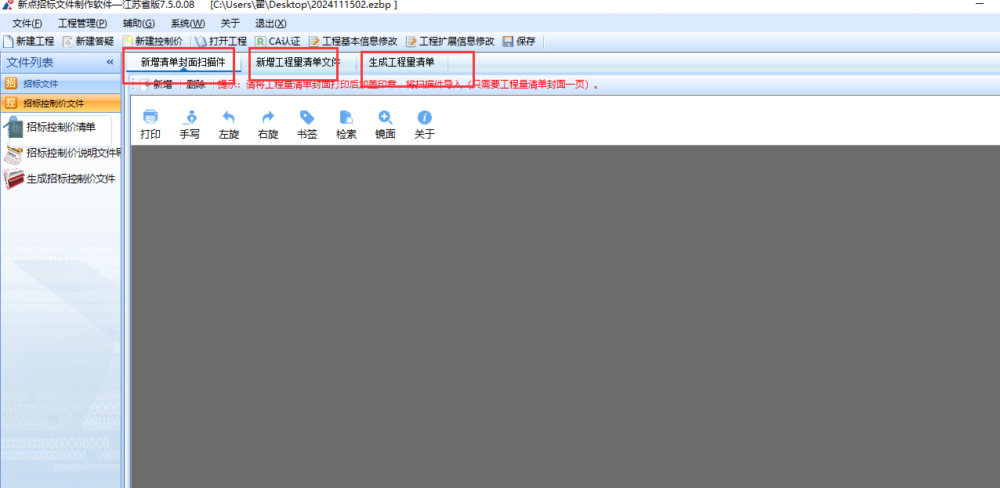 新点招标文件制作软件—江苏省版7.5.0.08 [C:\Users\翟\Desktop\2024111502.ezbp ]
文件(F) 工程管理(P) 辅助(G) 系统(W) 关于 退出(X)
新建工程 新建答疑 新建控制价 打开工程 CA认证 工程基本信息修改 工程扩展信息修改 保存
文件列表 «
招 招标文件
控 招标控制价文件
招标控制价清单
招标控制价说明文件导
生成招标控制价文件
新增清单封面扫描件 新增工程量清单文件 生成工程量清单
新增 删除 提示：请将工程量清单封面打印后加盖印章，将扫描件导入（只需要工程量清单封面一页）。
打印 手写 左旋 右旋 书签 检索 镜面 关于